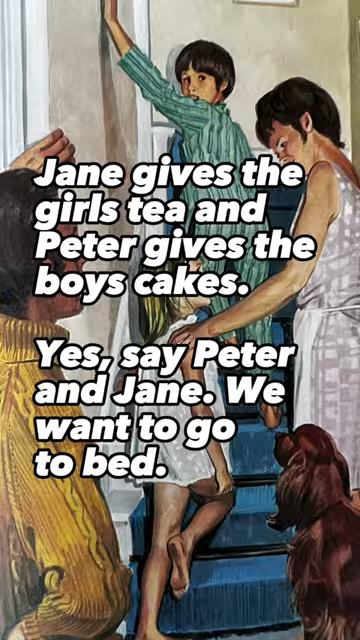 Jane gives the
girls tea and
Peter gives the
boys cakes.
Yes, say Peter
and Jane. We
want to go
to bed.